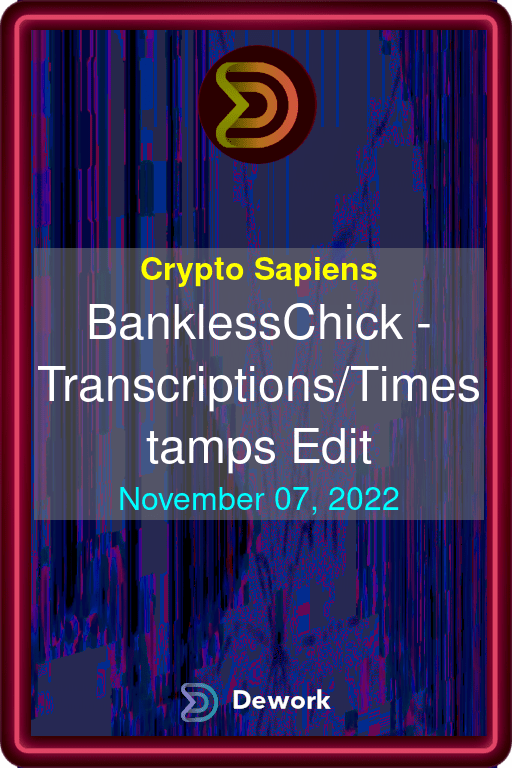 Crypto Sapiens
BanklessChick -
Transcriptions/Times
tamps Edit
November 07, 2022
Dework